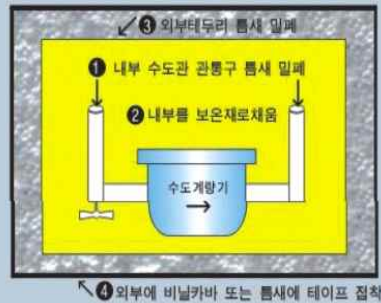 ❸ 외부테두리 틈새 밀폐
❶ 내부 수도관 관통구 틈새 밀폐
❷ 내부를 보온재로채움
수도계량기
❹ 외부에 비닐카바 또는 틈새에 테이프 접착